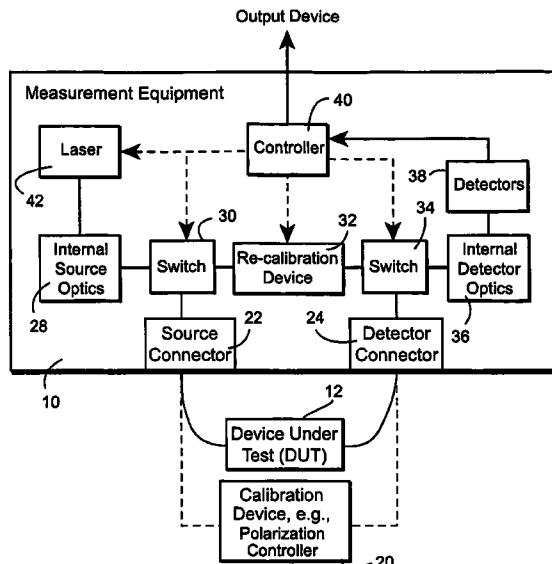 Output Device
Measurement Equipment
40
Laser
Controller
38
Detectors
42
30
32
34
Internal
Source
Optics
Switch
Re-calibration
Device
Switch
Internal
Detector
Optics
28
22
24
36
Source
Connector
Detector
Connector
10
12
Device Under
Test (DUT)
Calibration
Device, e.g.,
Polarization
Controller
20